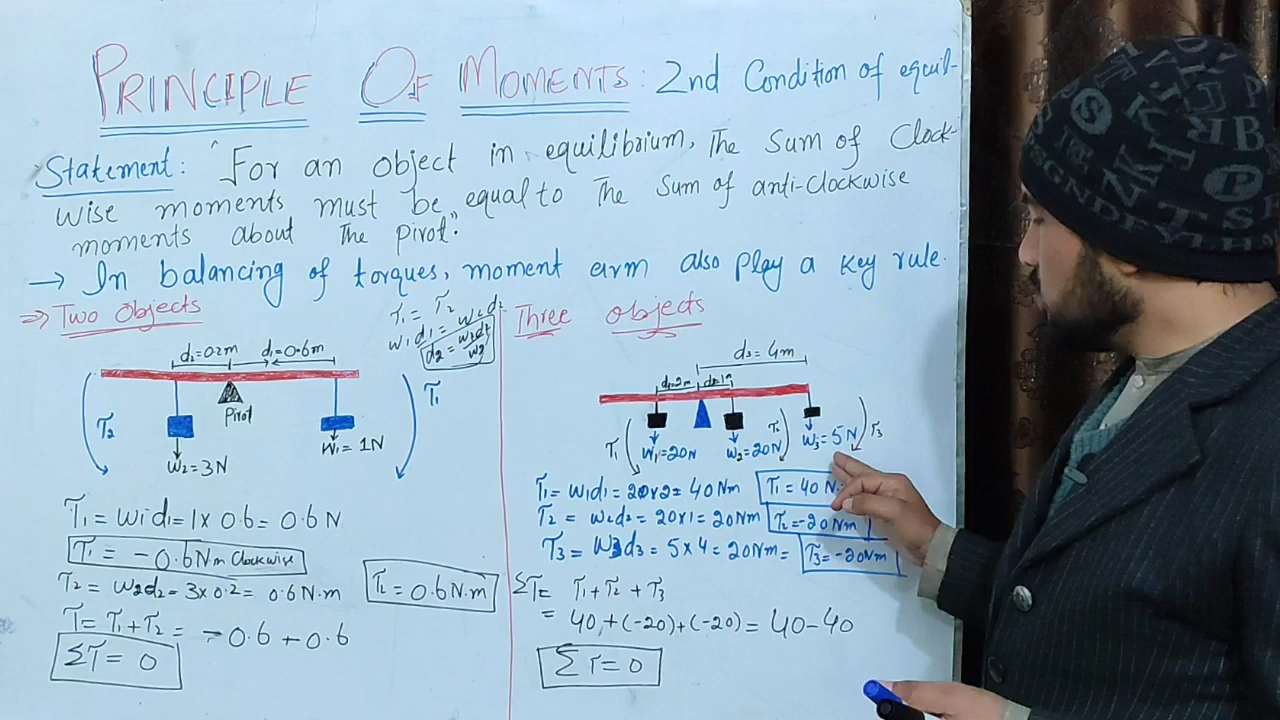 PRINCIPLE OF MOMENTS: 2nd Condition of equil-
Statement: "For an object in equilibrium, The Sum of Clock-
wise moments must be equal to The Sum of anti-clockwise
moments about The pivot."
→ In balancing of torques, moment arm also play a key rule.
⇒ Two Objects
τ1 = τ2
w1d1 = w2d2
d2 = w1d1/w2
d2=0.2m d1=0.6m
τ2
Pivot
τ1
w2=3N
w1=1N
τ1=w1d1=1×0.6=0.6N
τ1 = -0.6Nm Clockwise
τ2 = w2d2=3×0.2= 0.6N.m
τ2=0.6N.m
τ= τ1+τ2= -0.6+0.6
Στ= 0
Three objects
d3=4m
d1=2m d2=1m
τ1
w1=20N
w2=20N
τ2
w3=5N
τ3
τ1= w1d1=20×2=40Nm
τ1=40N
τ2 = w2d2=20×1=20Nm
τ2=-20Nm
τ3= w3d3=5×4=20Nm=
τ3=-20Nm
Στ= τ1+τ2+τ3
= 40+(-20)+(-20)=40-40
Στ=0
B
P